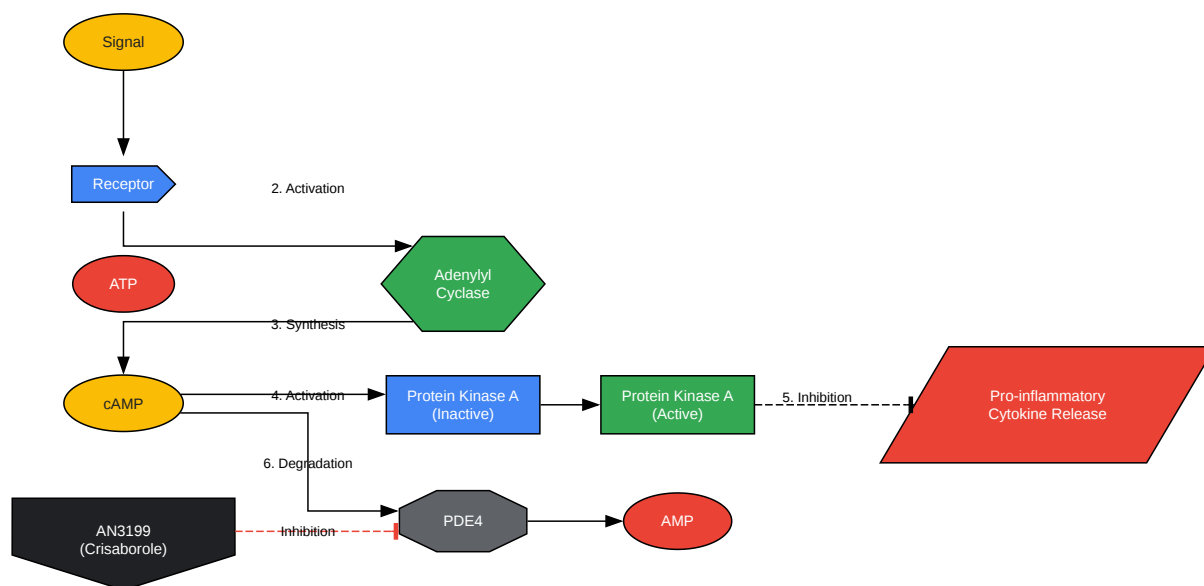 Signal
Receptor
2. Activation
ATP
Adenylyl
Cyclase
3. Synthesis
cAMP
4. Activation
Protein Kinase A
(Inactive)
Protein Kinase A
(Active)
5. Inhibition
Pro-inflammatory
Cytokine Release
6. Degradation
AN3199
(Crisaborole)
Inhibition
PDE4
AMP